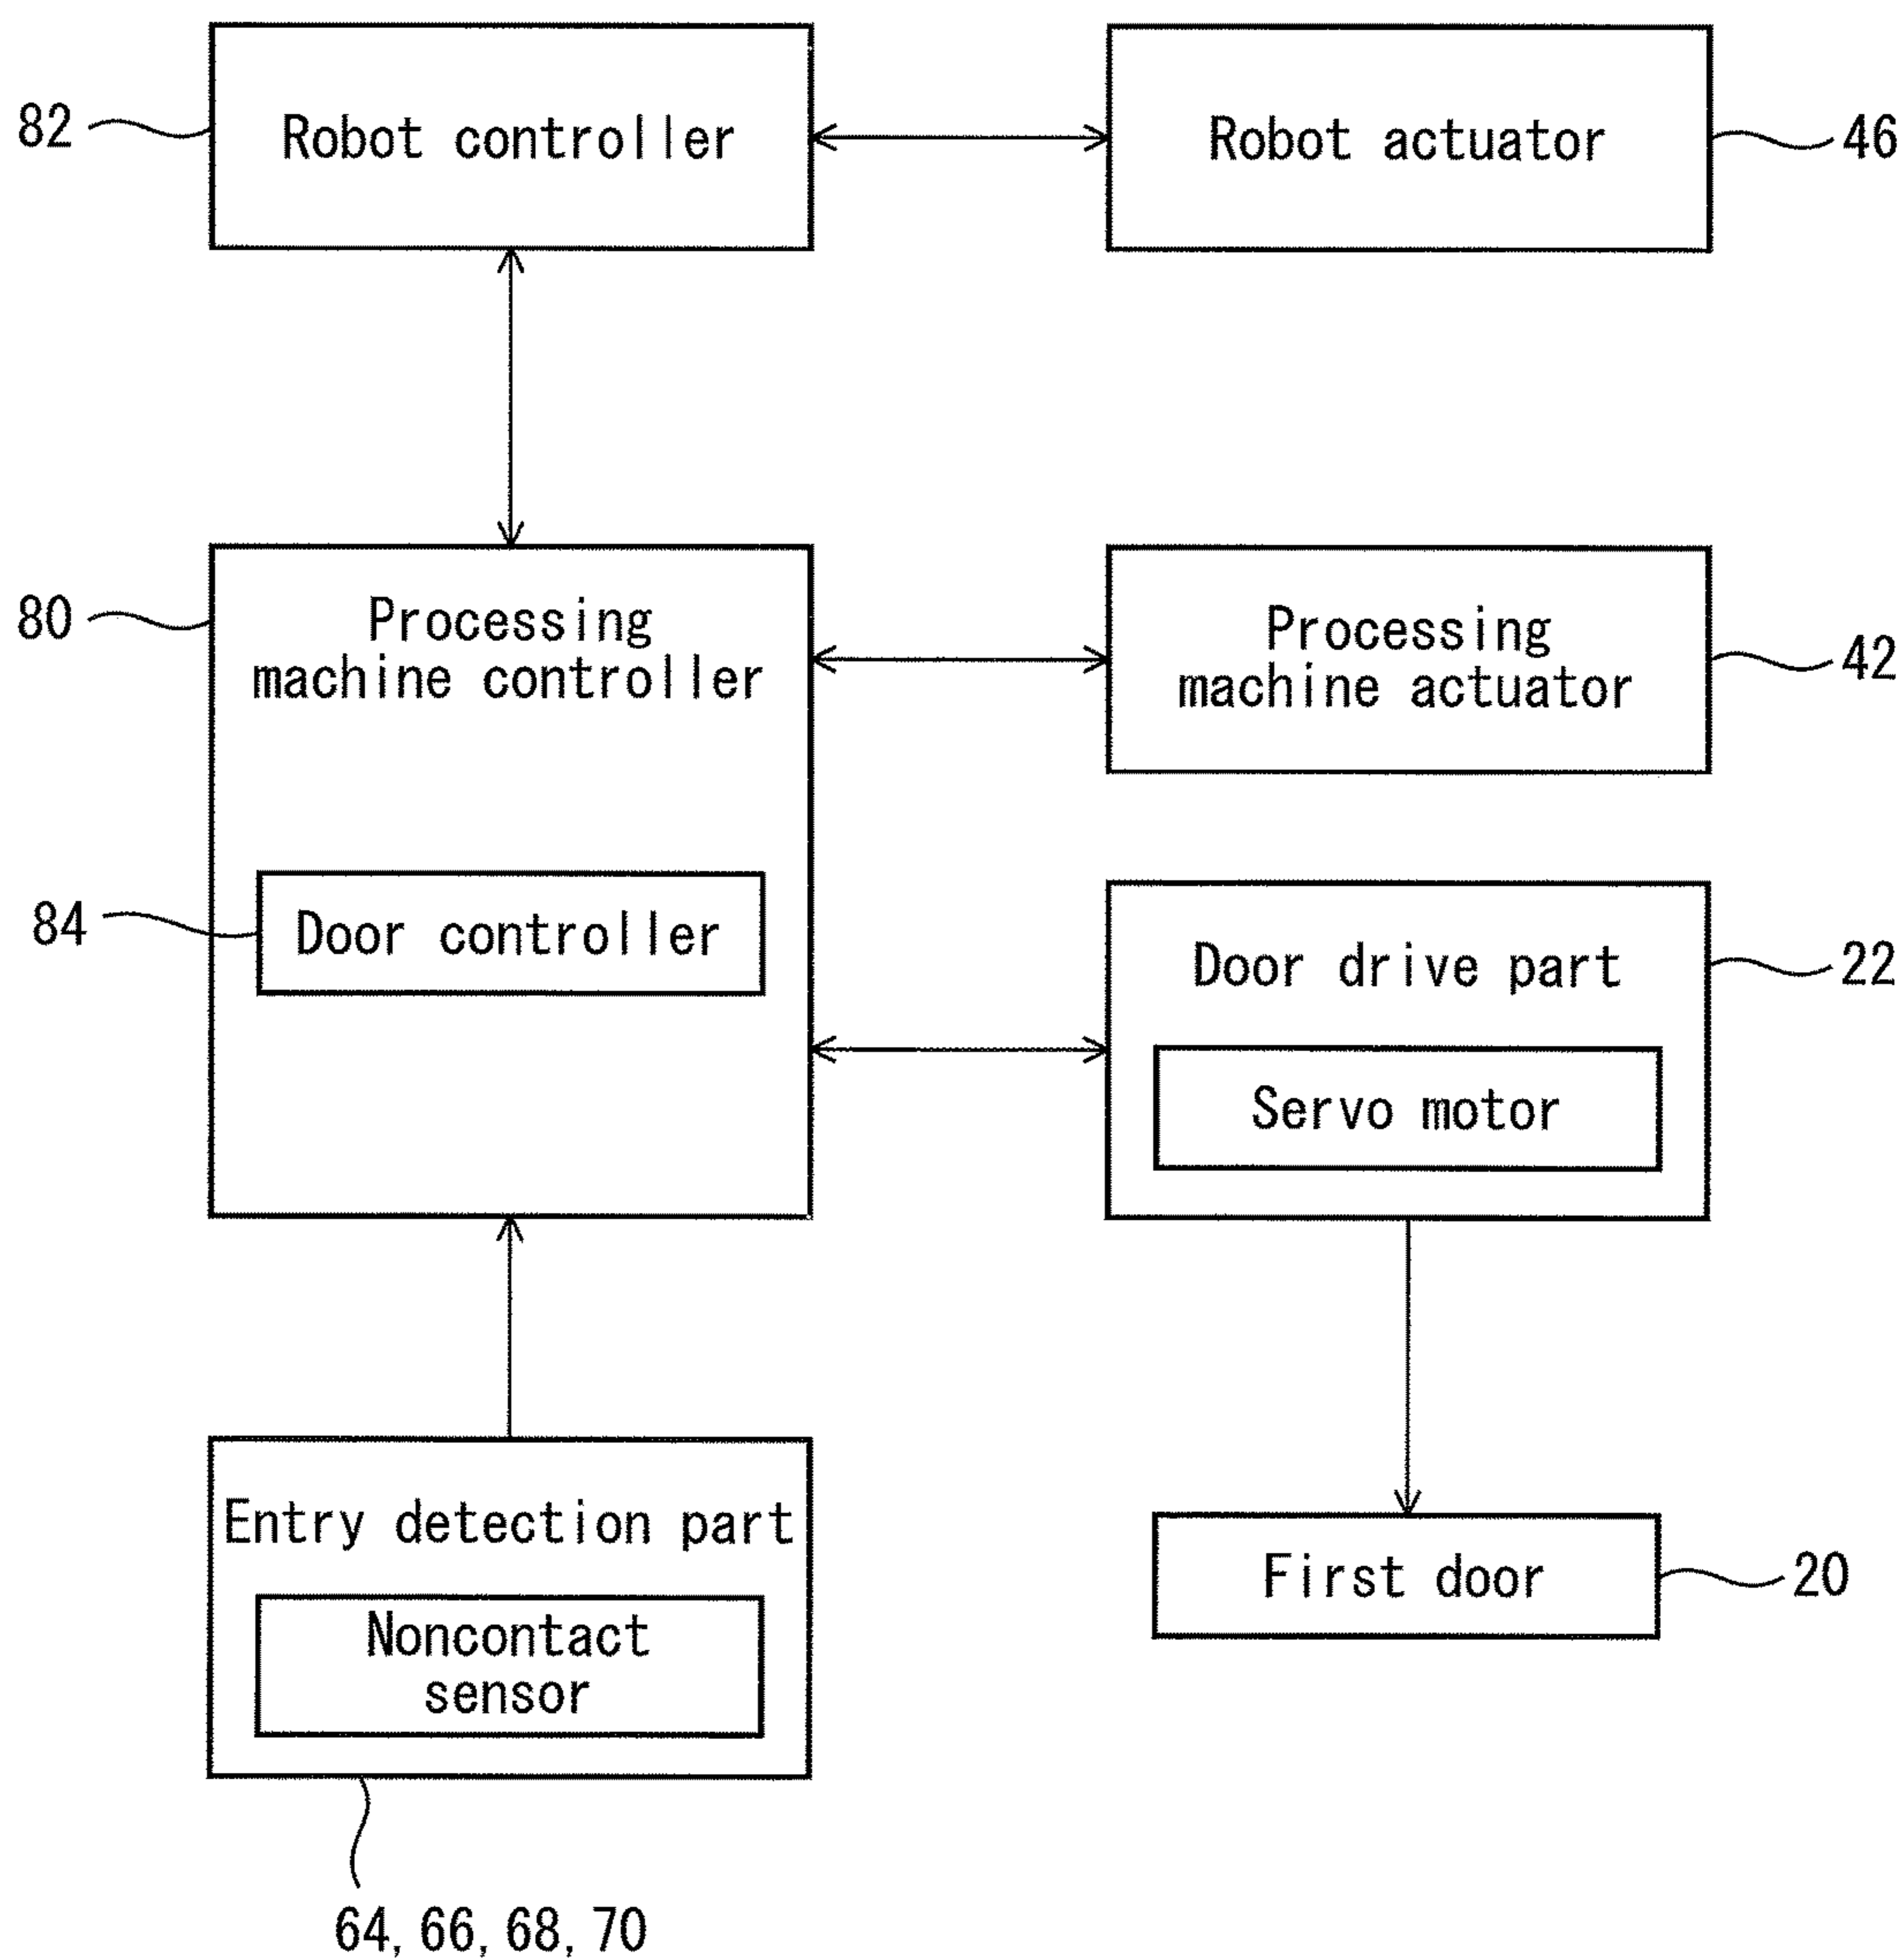 82
Robot controller
Robot actuator
46
80
Processing
machine controller
Processing
machine actuator
42
84
Door controller
Door drive part
22
Servo motor
Entry detection part
Noncontact
sensor
First door
20
64, 66, 68, 70